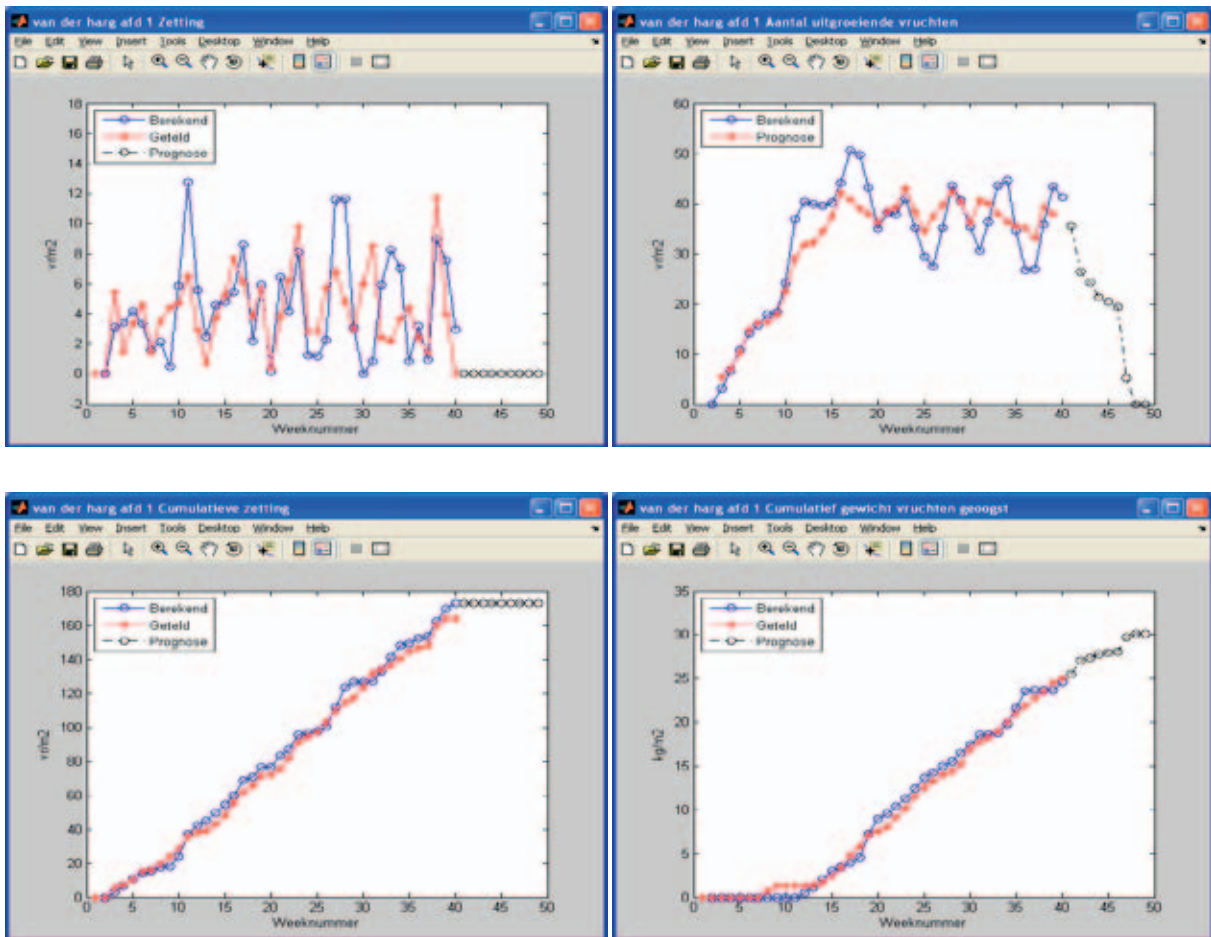 van der harg afd 1 Zetting
File Edit View Insert Tools Desktop Window Help
18
16
14
12
10
8
6
4
2
0
-2
vr/m2
Berekend
Geteld
Prognose
0 5 10 15 20 25 30 35 40 45 50
Weeknummer
van der harg afd 1 Aantal uitgroeiende vruchten
File Edit View Insert Tools Desktop Window Help
60
50
40
30
20
10
0
vr/m2
Berekend
Prognose
0 5 10 15 20 25 30 35 40 45 50
Weeknummer
van der harg afd 1 Cumulatieve zetting
File Edit View Insert Tools Desktop Window Help
180
160
140
120
100
80
60
40
20
0
vr/m2
Berekend
Geteld
Prognose
0 5 10 15 20 25 30 35 40 45 50
Weeknummer
van der harg afd 1 Cumulatief gewicht vruchten geoogst
File Edit View Insert Tools Desktop Window Help
35
30
25
20
15
10
5
0
kg/m2
Berekend
Geteld
Prognose
0 5 10 15 20 25 30 35 40 45 50
Weeknummer